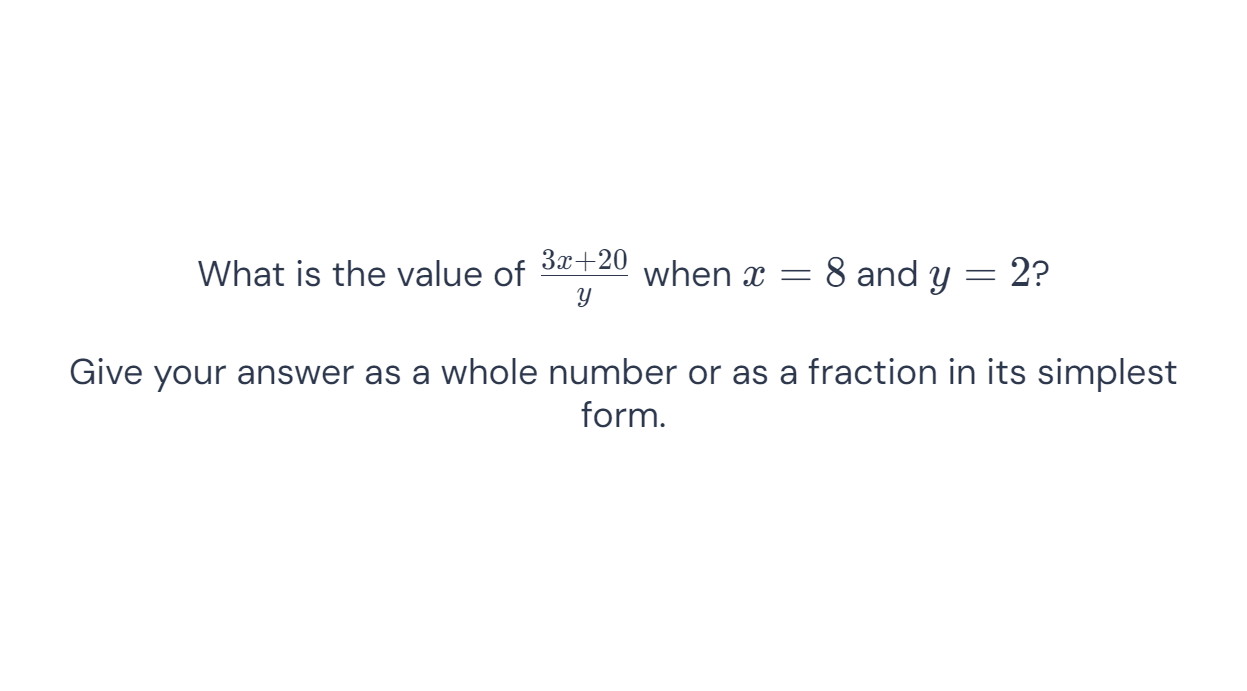 What is the value of \frac{3x+20}{y} when x = 8 and y = 2?
Give your answer as a whole number or as a fraction in its simplest
form.